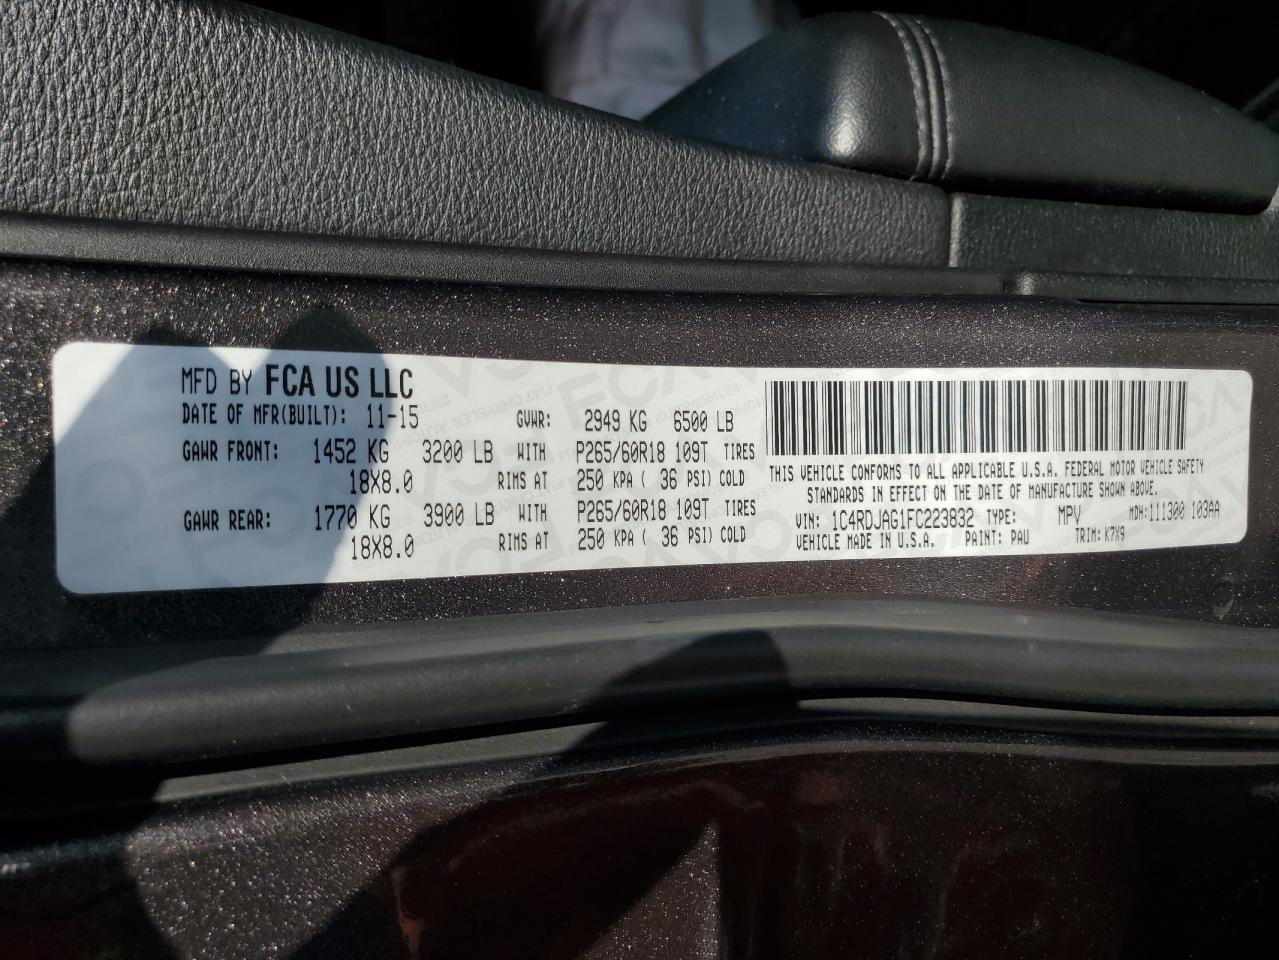 MFD BY FCA US LLC
DATE OF MFR(BUILT): 11-15 GVWR: 2949 KG 6500 LB
GAWR FRONT: 1452 KG 3200 LB WITH P265/60R18 109T TIRES
18X8.0 RIMS AT 250 KPA ( 36 PSI) COLD
GAWR REAR: 1770 KG 3900 LB WITH P265/60R18 109T TIRES
18X8.0 RIMS AT 250 KPA ( 36 PSI) COLD
THIS VEHICLE CONFORMS TO ALL APPLICABLE U.S.A. FEDERAL MOTOR VEHICLE SAFETY
STANDARDS IN EFFECT ON THE DATE OF MANUFACTURE SHOWN ABOVE.
VIN: 1C4RDJAG1FC223832 TYPE: MPV MDH:111300 103AA
VEHICLE MADE IN U.S.A. PAINT: PAU TRIM: K7X9